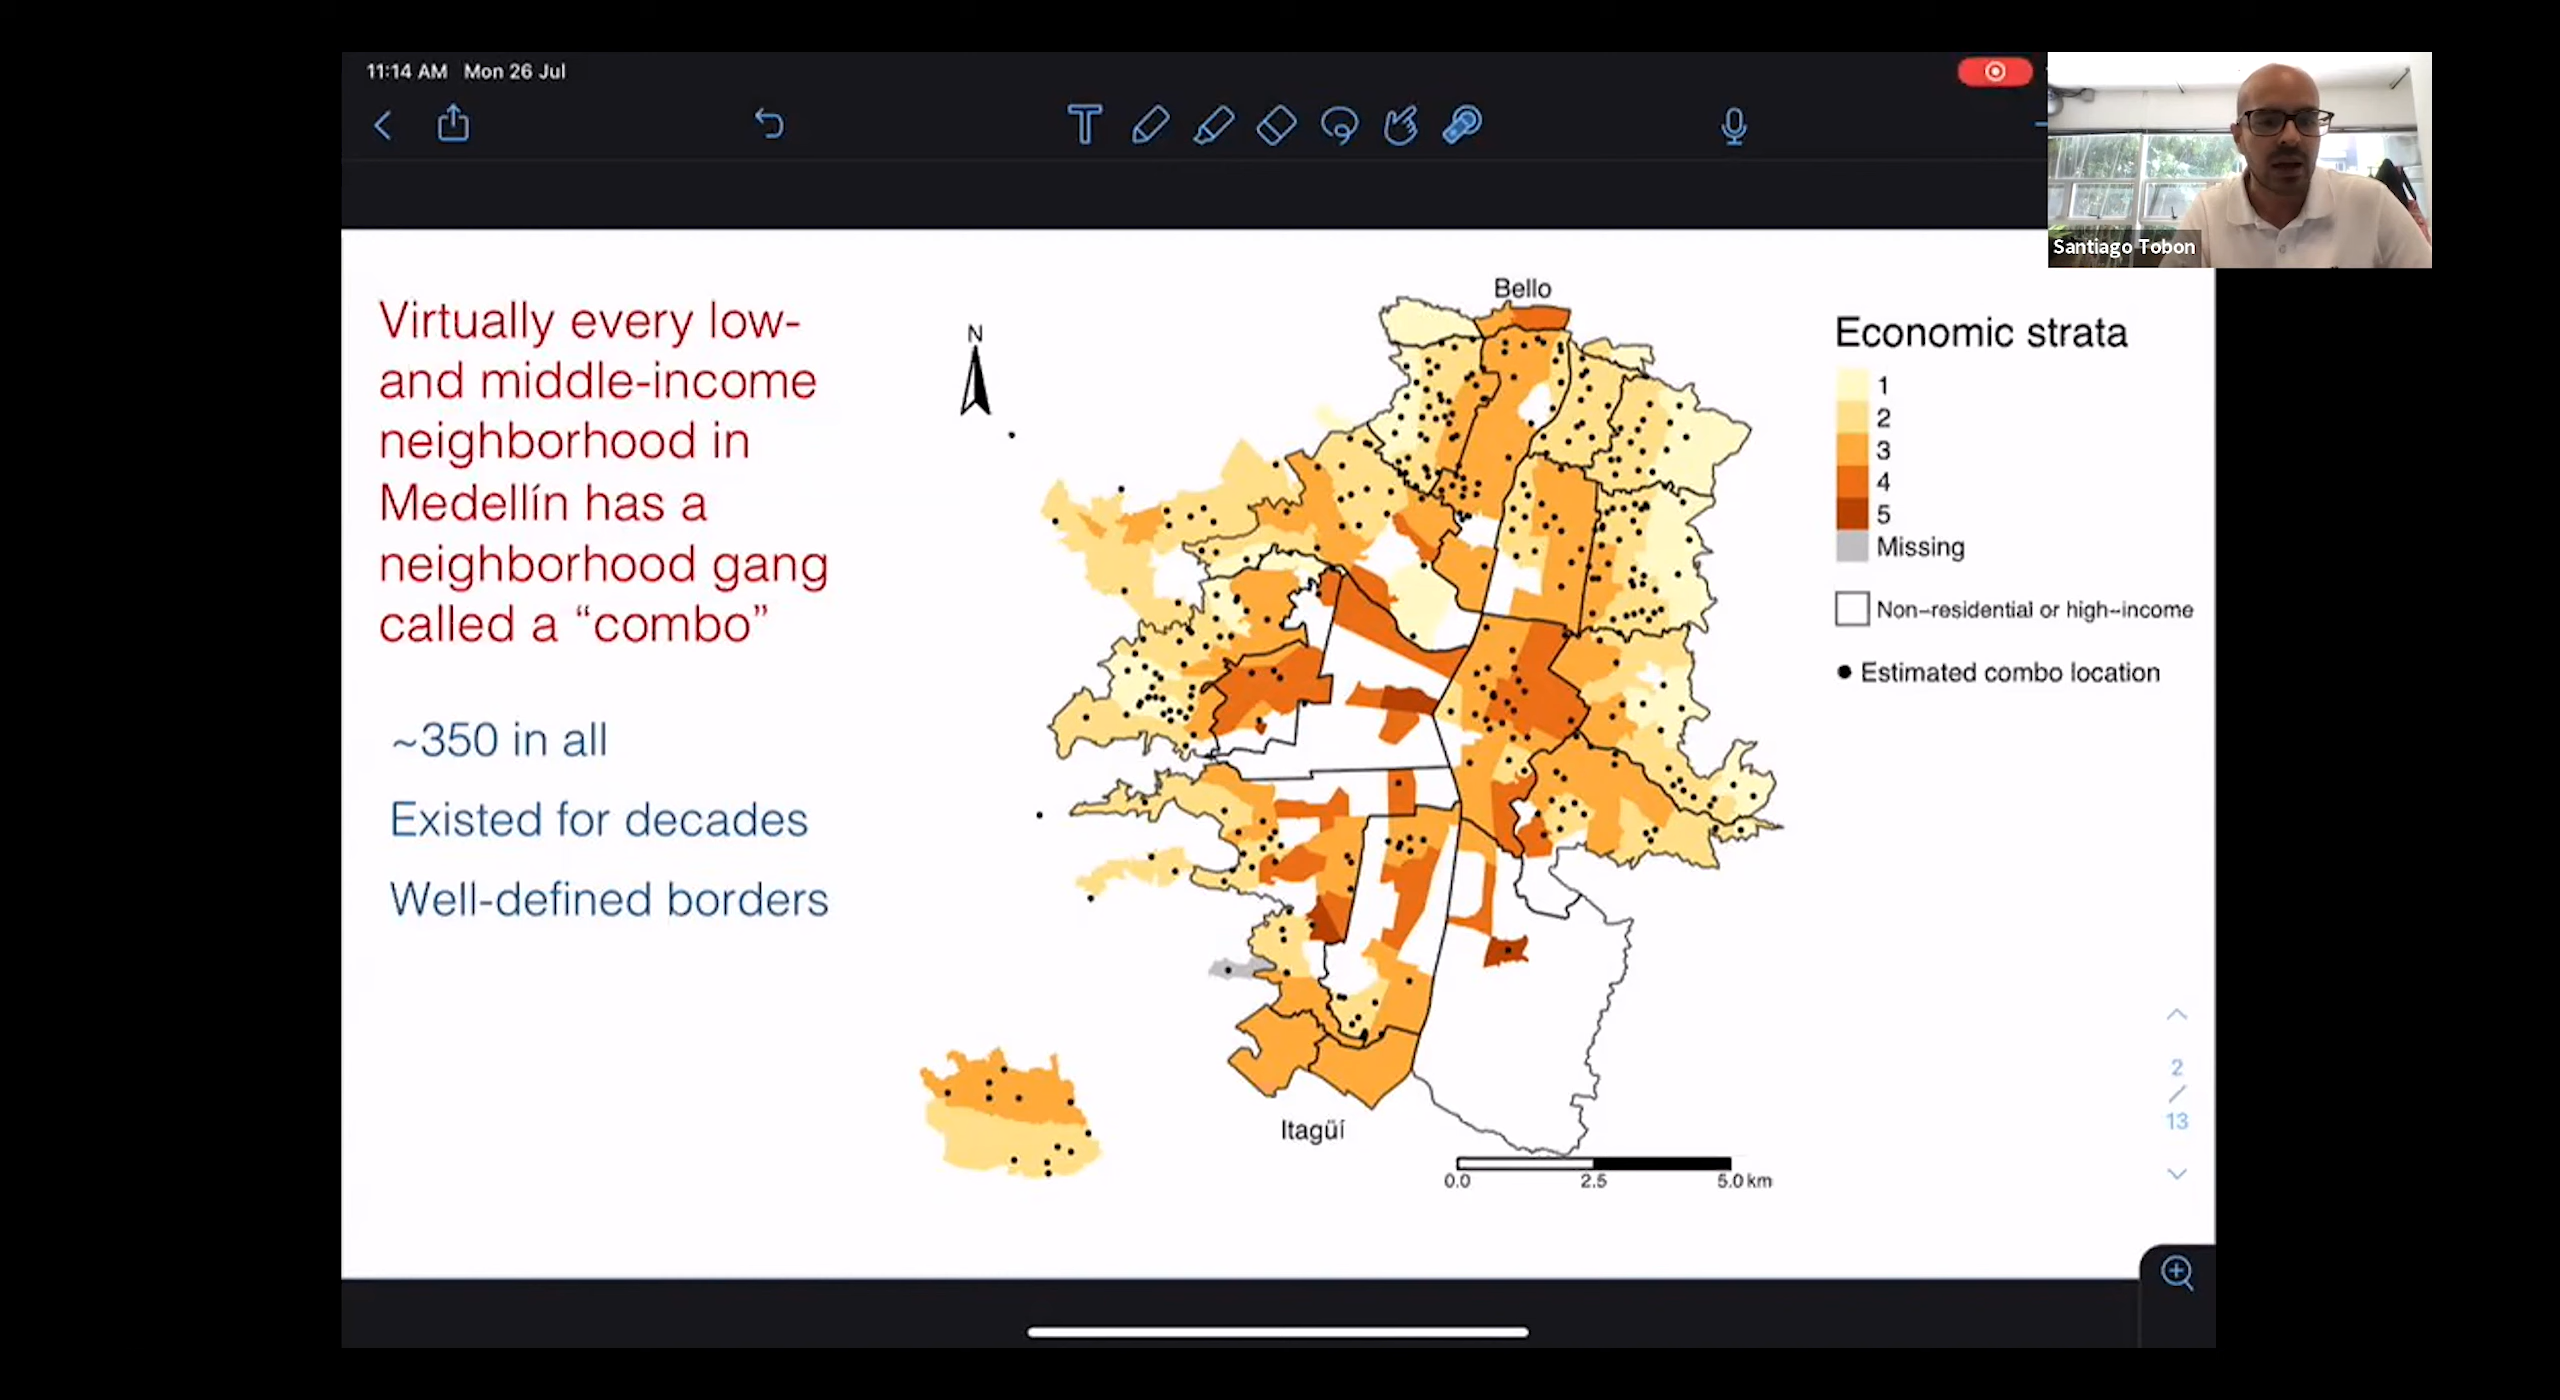 11:14 AM Mon 26 Jul
T
Santiago Tobon
Virtually every low-
and middle-income
neighborhood in
Medellín has a
neighborhood gang
called a “combo”
~350 in all
Existed for decades
Well-defined borders
N
Bello
Itagüí
0.0 2.5 5.0 km
Economic strata
1
2
3
4
5
Missing
Non-residential or high-income
Estimated combo location
2
/
13